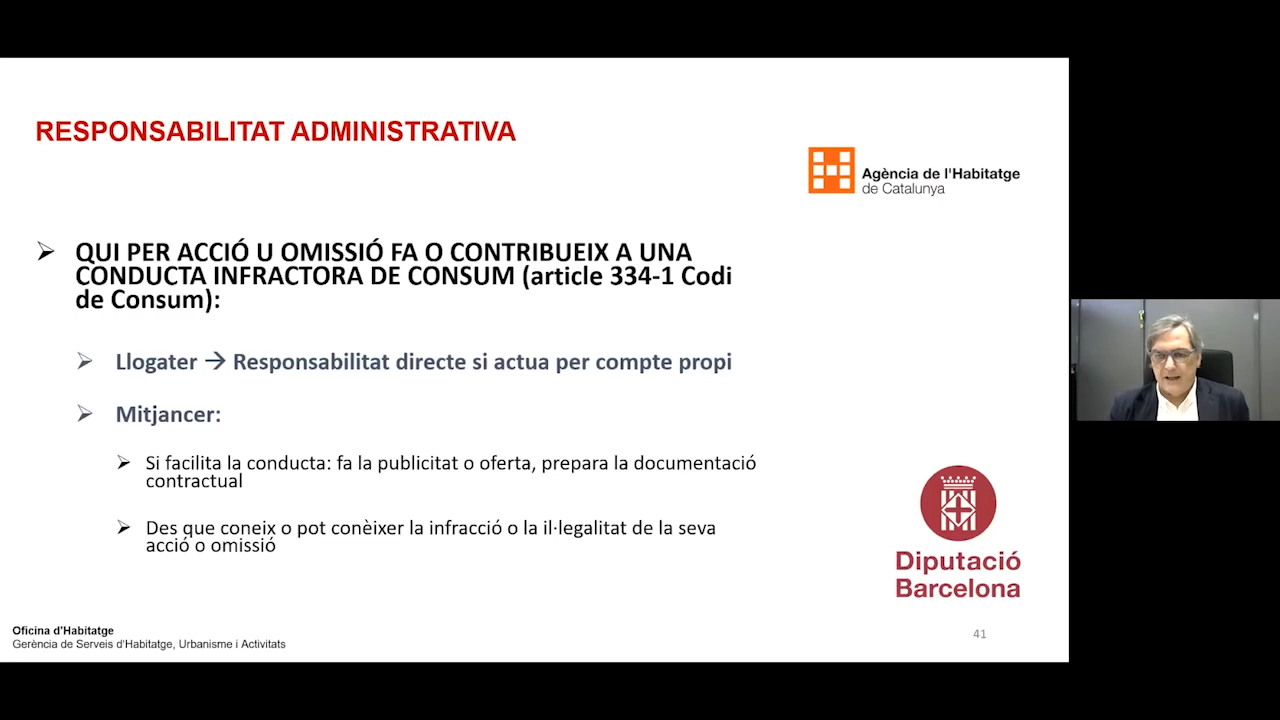 RESPONSABILITAT ADMINISTRATIVA
Agència de l'Habitatge
de Catalunya
QUI PER ACCIÓ U OMISSIÓ FA O CONTRIBUEIX A UNA
CONDUCTA INFRACTORA DE CONSUM (article 334-1 Codi
de Consum):
Llogater → Responsabilitat directe si actua per compte propi
Mitjancer:
Si facilita la conducta: fa la publicitat o oferta, prepara la documentació
contractual
Des que coneix o pot conèixer la infracció o la il·legalitat de la seva
acció o omissió
Diputació
Barcelona
Oficina d'Habitatge
Gerència de Serveis d'Habitatge, Urbanisme i Activitats
41